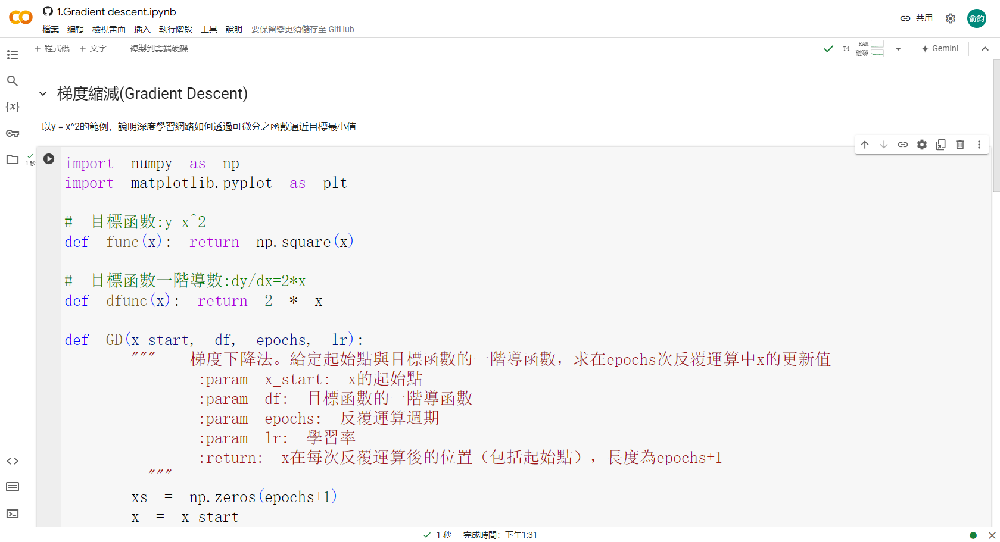 1.Gradient descent.ipynb
檔案 編輯 檢視畫面 插入 執行階段 工具 說明 要保留變更須儲存至 GitHub
共用
俞鈞
+ 程式碼 + 文字 複製到雲端硬碟
T4 RAM 磁碟
Gemini
梯度縮減(Gradient Descent)
以y = x^2的範例，說明深度學習網路如何透過可微分之函數逼近目標最小值
1 秒
import numpy as np
import matplotlib.pyplot as plt
# 目標函數:y=x^2
def func(x): return np.square(x)
# 目標函數一階導數:dy/dx=2*x
def dfunc(x): return 2 * x
def GD(x_start, df, epochs, lr):
""" 梯度下降法。給定起始點與目標函數的一階導函數，求在epochs次反覆運算中x的更新值
:param x_start: x的起始點
:param df: 目標函數的一階導函數
:param epochs: 反覆運算週期
:param lr: 學習率
:return: x在每次反覆運算後的位置（包括起始點），長度為epochs+1
"""
xs = np.zeros(epochs+1)
x = x_start
1 秒 完成時間：下午1:31